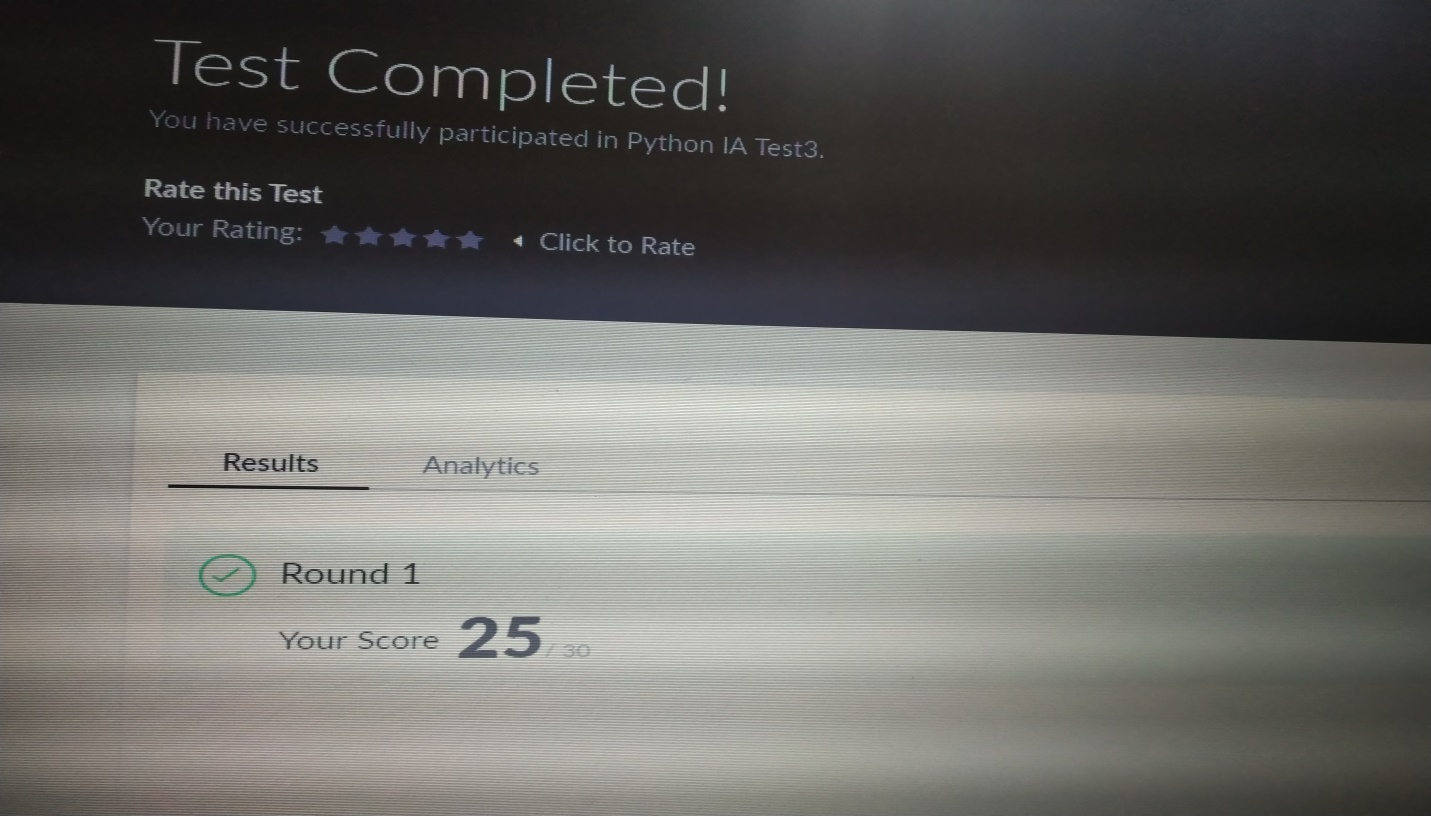 Test Completed!
You have successfully participated in Python IA Test3.
Rate this Test
Your Rating: Click to Rate
Results Analytics
Round 1
Your Score 25 / 30